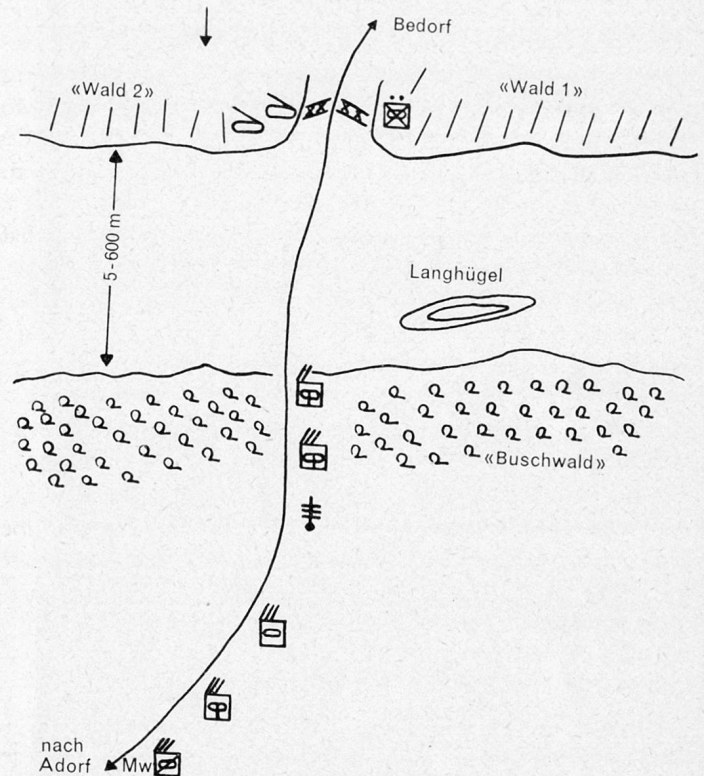 Bedorf
«Wald 2»
«Wald 1»
5-600 m
Langhügel
«Buschwald»
nach
Adorf
Mw